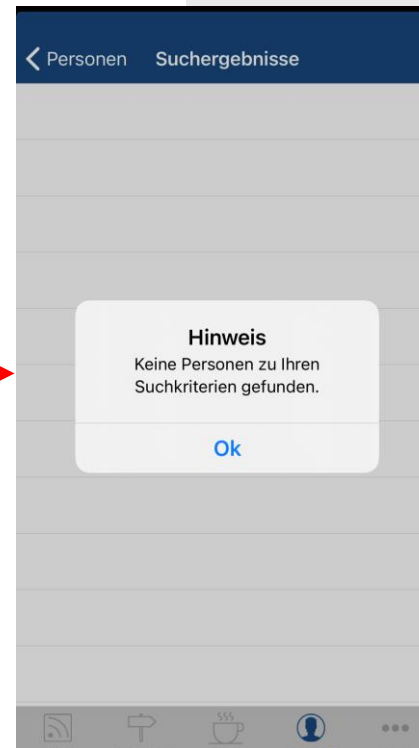 Personen Suchergebnisse
Hinweis
Keine Personen zu Ihren
Suchkriterien gefunden.
Ok